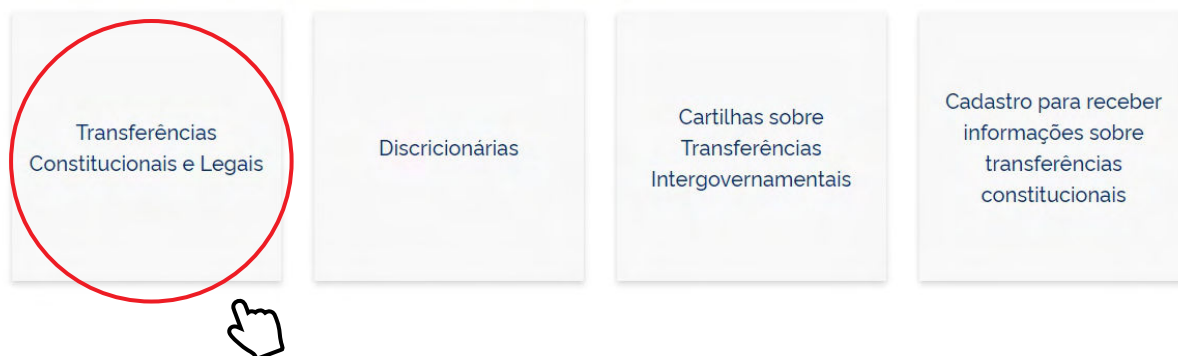 Transferências
Constitucionais e Legais
Discricionárias
Cartilhas sobre
Transferências
Intergovernamentais
Cadastro para receber
informações sobre
transferências
constitucionais